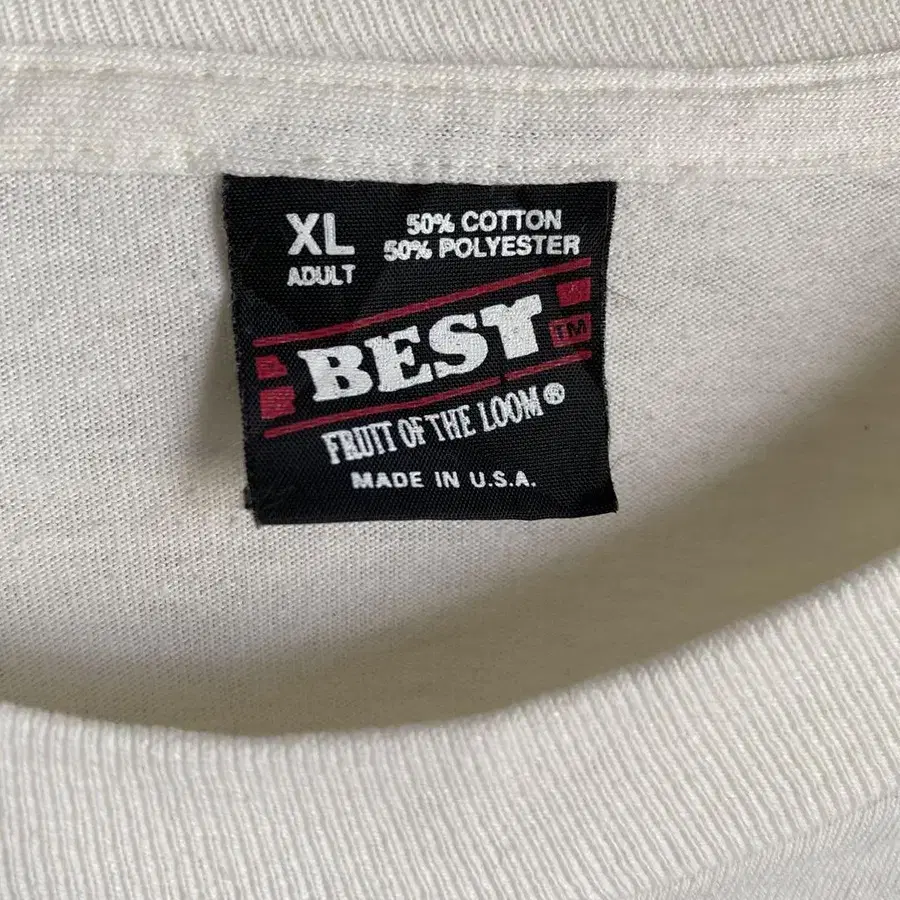 XL
ADULT
50% COTTON
50% POLYESTER
BEST TM
FRUIT OF THE LOOM®
MADE IN U.S.A.